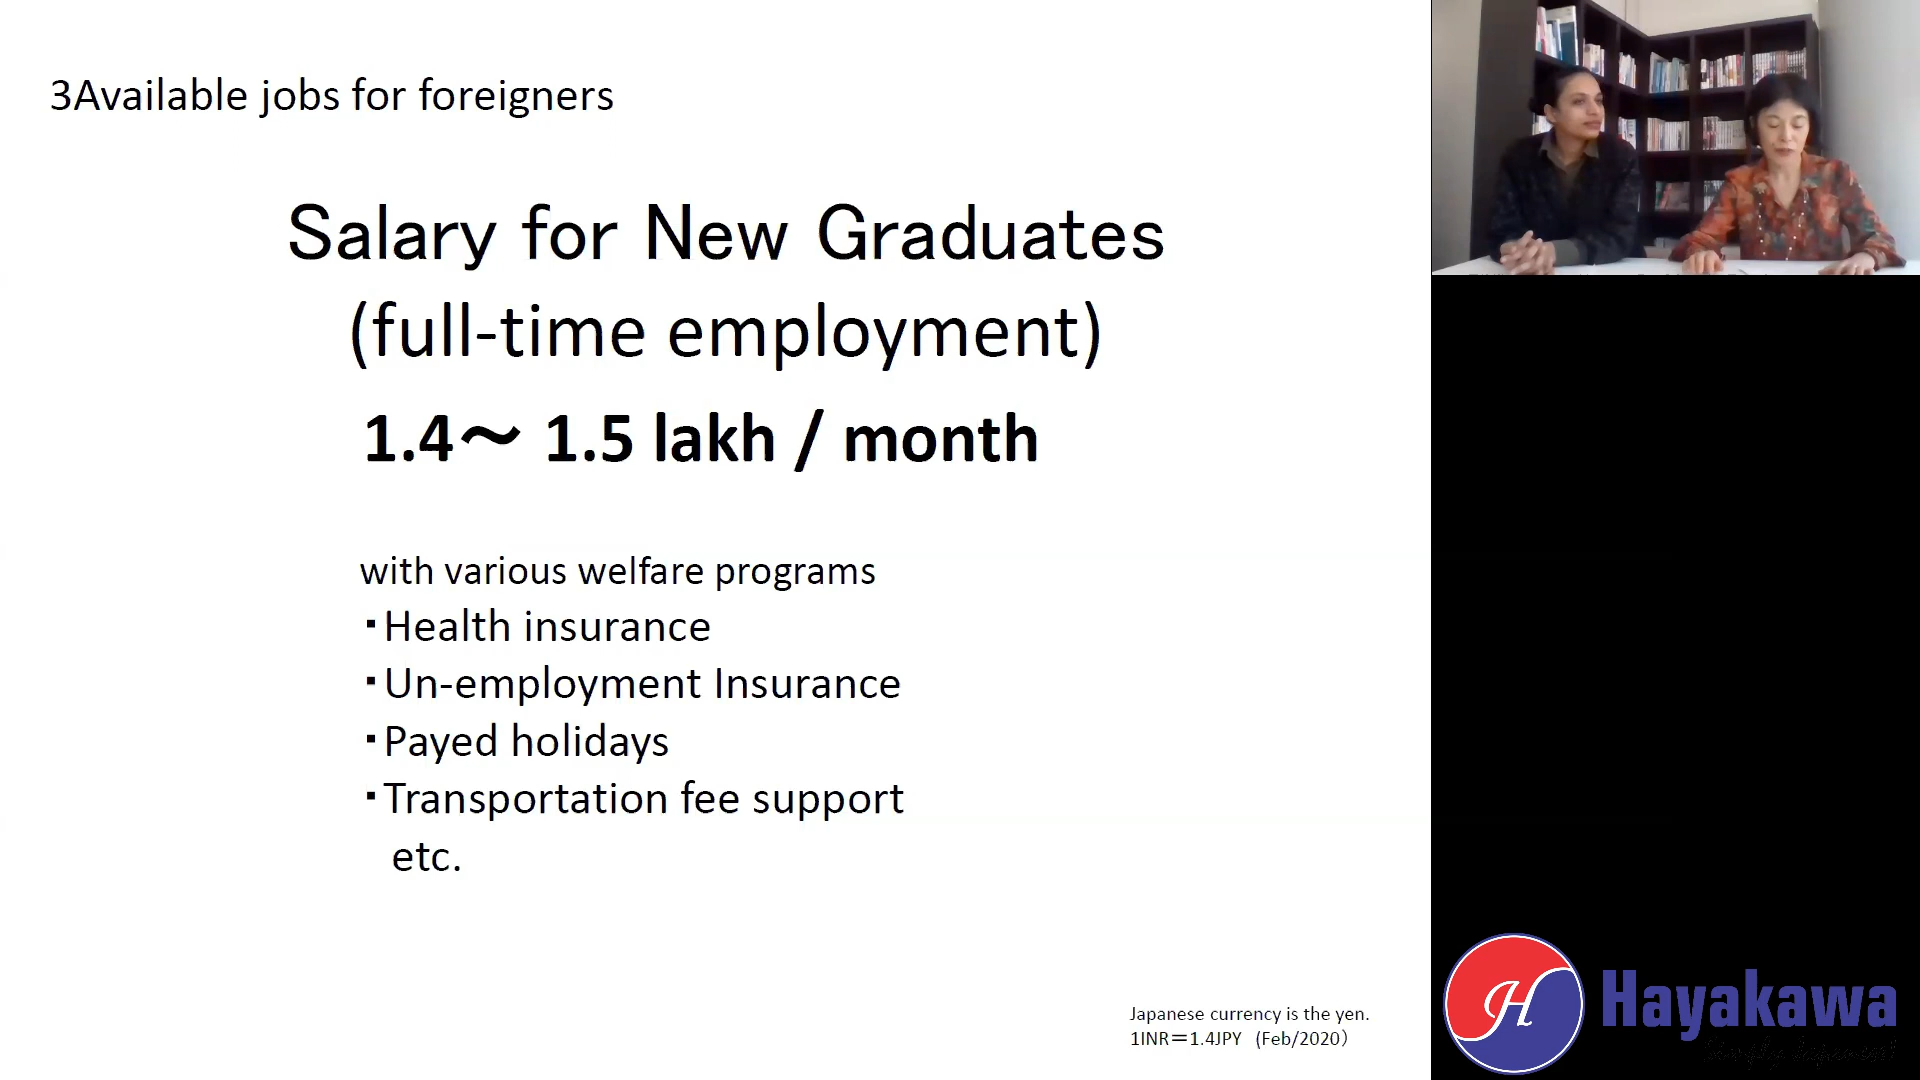 3Available jobs for foreigners
Salary for New Graduates
(full-time employment)
1.4～ 1.5 lakh / month
with various welfare programs
・Health insurance
・Un-employment Insurance
・Payed holidays
・Transportation fee support
etc.
Japanese currency is the yen.
1INR＝1.4JPY (Feb/2020）
H
Hayakawa